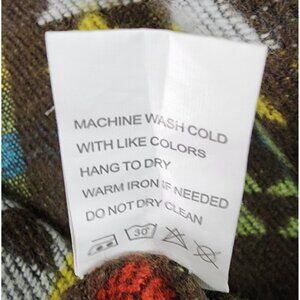 MACHINE WASH COLD
WITH LIKE COLORS
HANG TO DRY
WARM IRON IF NEEDED
DO NOT DRY CLEAN
30°